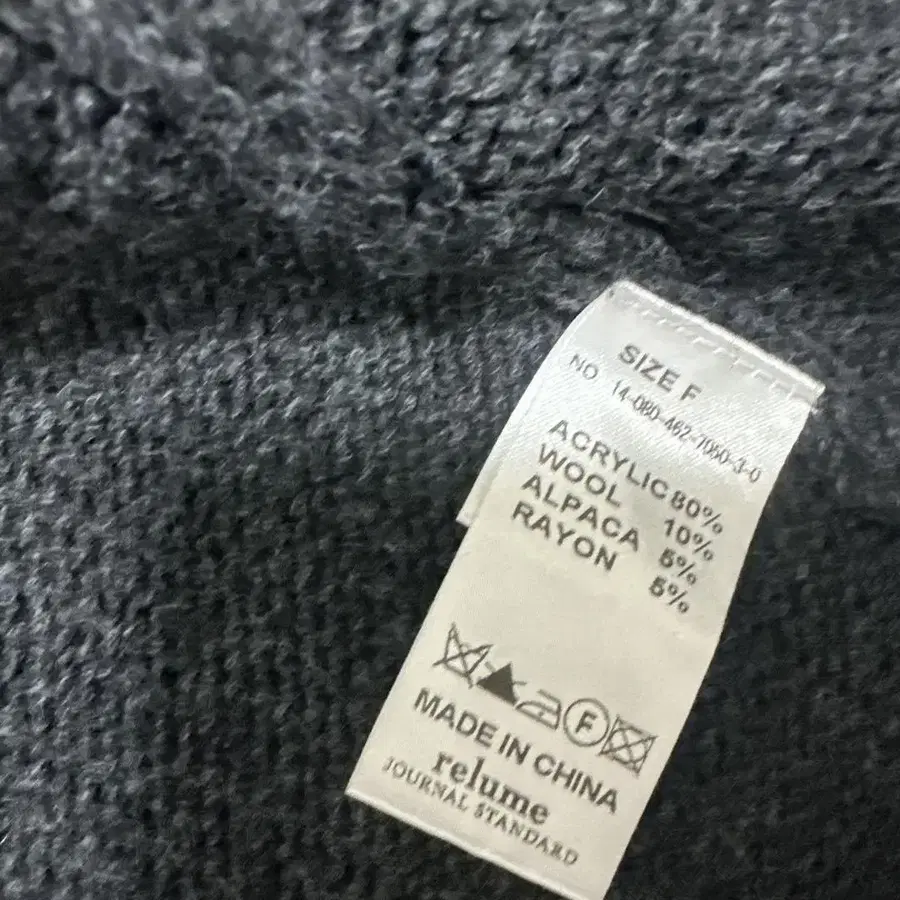 SIZE F
NO 14-080-462-7050-3-0
ACRYLIC 80%
WOOL 10%
ALPACA 5%
RAYON 5%
F
MADE IN CHINA
relume
JOURNAL STANDARD